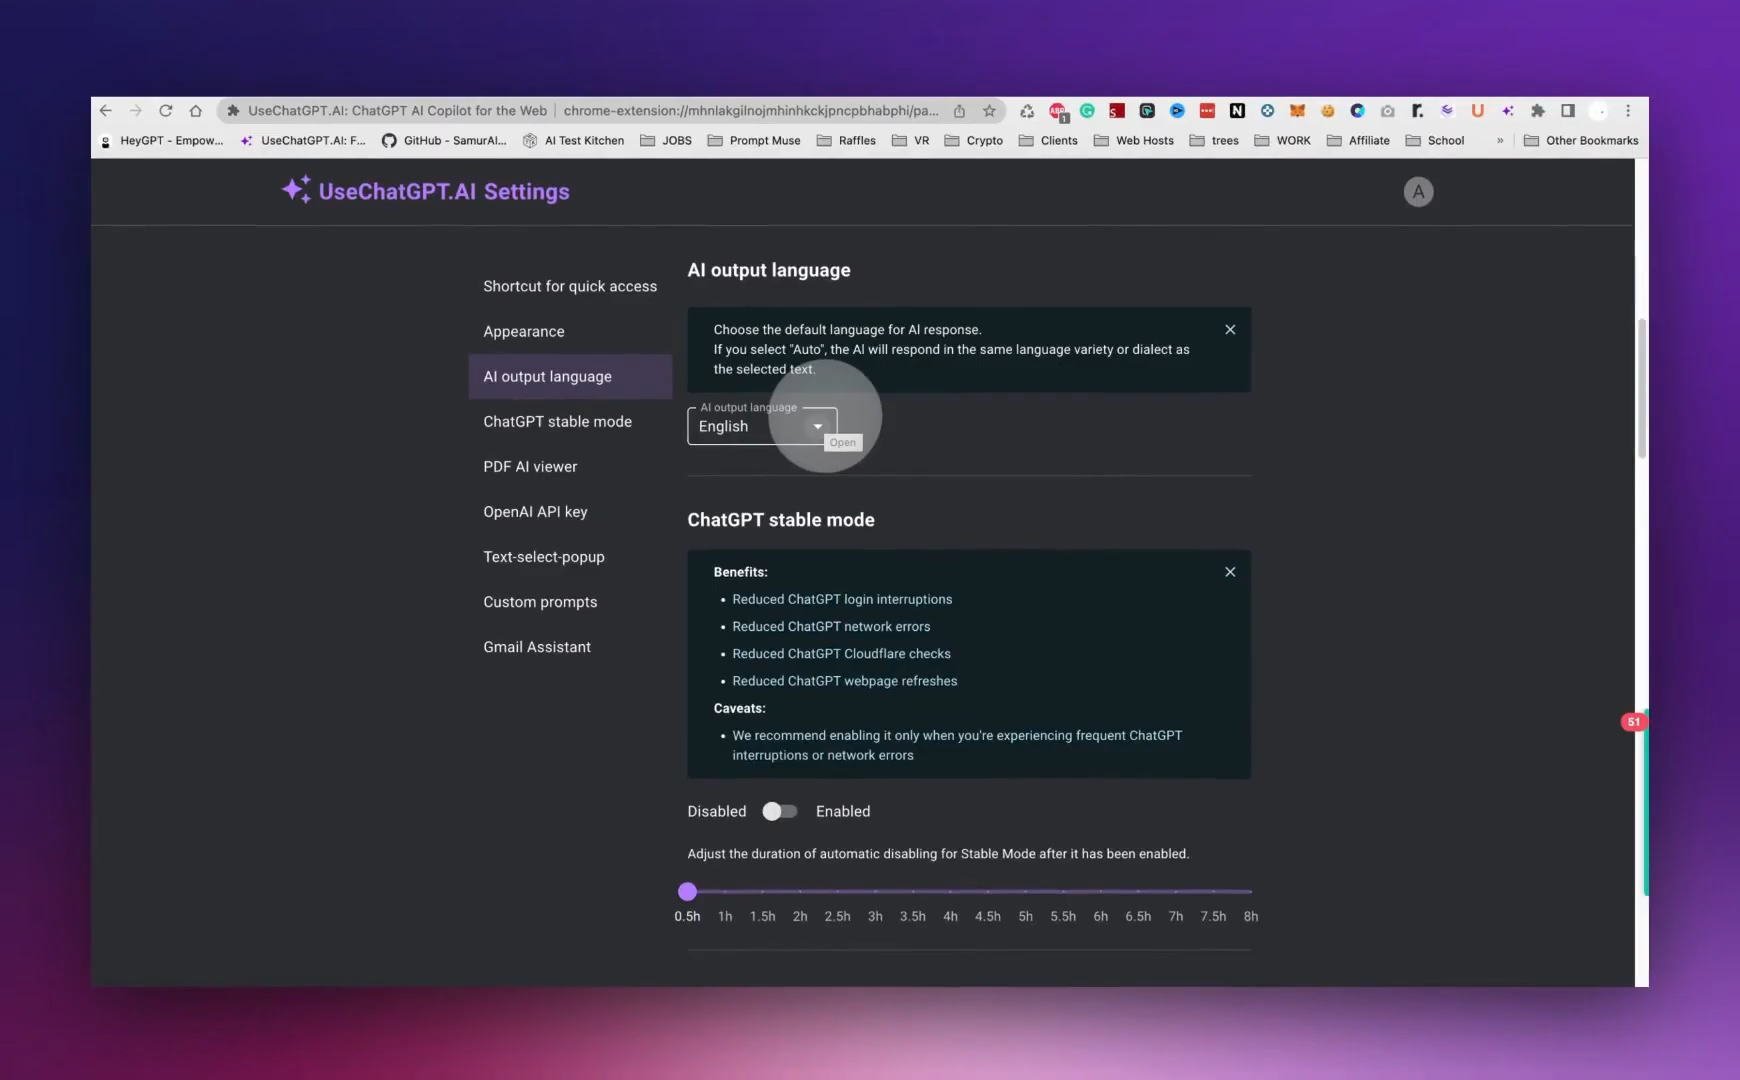 UseChatGPT.AI: ChatGPT AI Copilot for the Web | chrome-extension://mhnlakgilnojmhinhkckjpncpbhabphi/pa...
HeyGPT - Empow... UseChatGPT.AI: F... GitHub - SamurAI... AI Test Kitchen JOBS Prompt Muse Raffles VR Crypto Clients Web Hosts trees WORK Affiliate School » Other Bookmarks
UseChatGPT.AI Settings
A
Shortcut for quick access
Appearance
AI output language
ChatGPT stable mode
PDF AI viewer
OpenAI API key
Text-select-popup
Custom prompts
Gmail Assistant
AI output language
Choose the default language for AI response.
If you select "Auto", the AI will respond in the same language variety or dialect as
the selected text.
AI output language
English
Open
ChatGPT stable mode
Benefits:
• Reduced ChatGPT login interruptions
• Reduced ChatGPT network errors
• Reduced ChatGPT Cloudflare checks
• Reduced ChatGPT webpage refreshes
Caveats:
• We recommend enabling it only when you're experiencing frequent ChatGPT
interruptions or network errors
51
Disabled Enabled
Adjust the duration of automatic disabling for Stable Mode after it has been enabled.
0.5h 1h 1.5h 2h 2.5h 3h 3.5h 4h 4.5h 5h 5.5h 6h 6.5h 7h 7.5h 8h